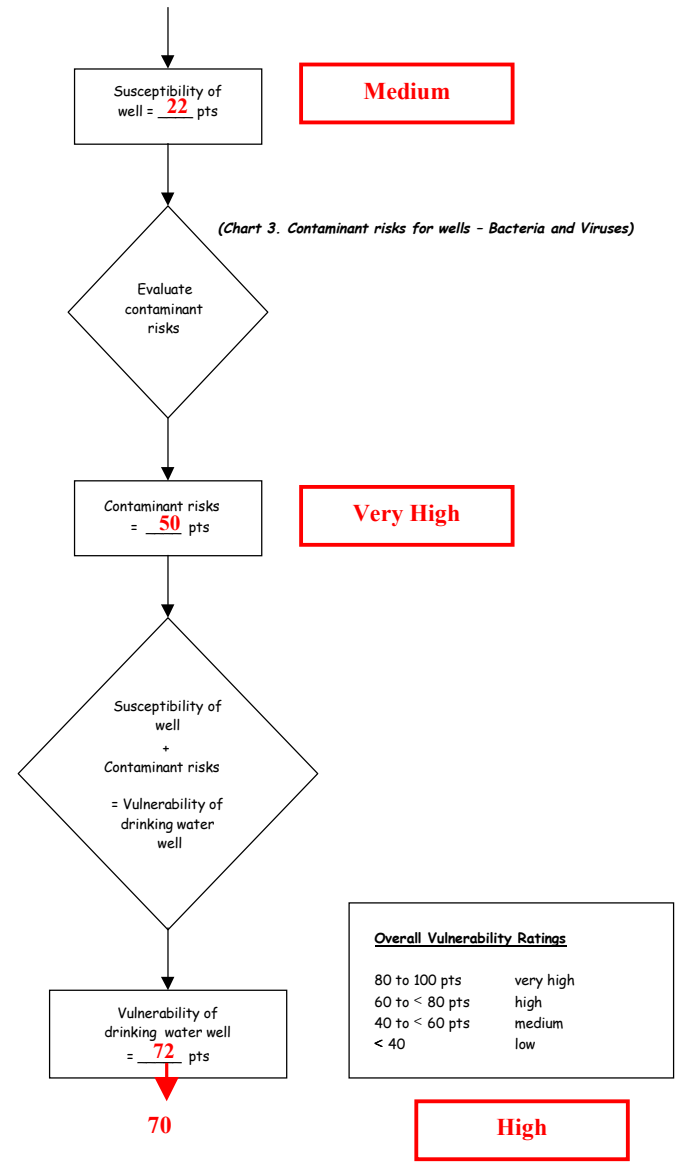 Susceptibility of
well = 22 pts
Medium
(Chart 3. Contaminant risks for wells – Bacteria and Viruses)
Evaluate
contaminant
risks
Contaminant risks
= 50 pts
Very High
Susceptibility of
well
+
Contaminant risks
= Vulnerability of
drinking water
well
Overall Vulnerability Ratings
80 to 100 pts very high
60 to < 80 pts high
40 to < 60 pts medium
< 40 low
Vulnerability of
drinking water well
= 72 pts
70
High